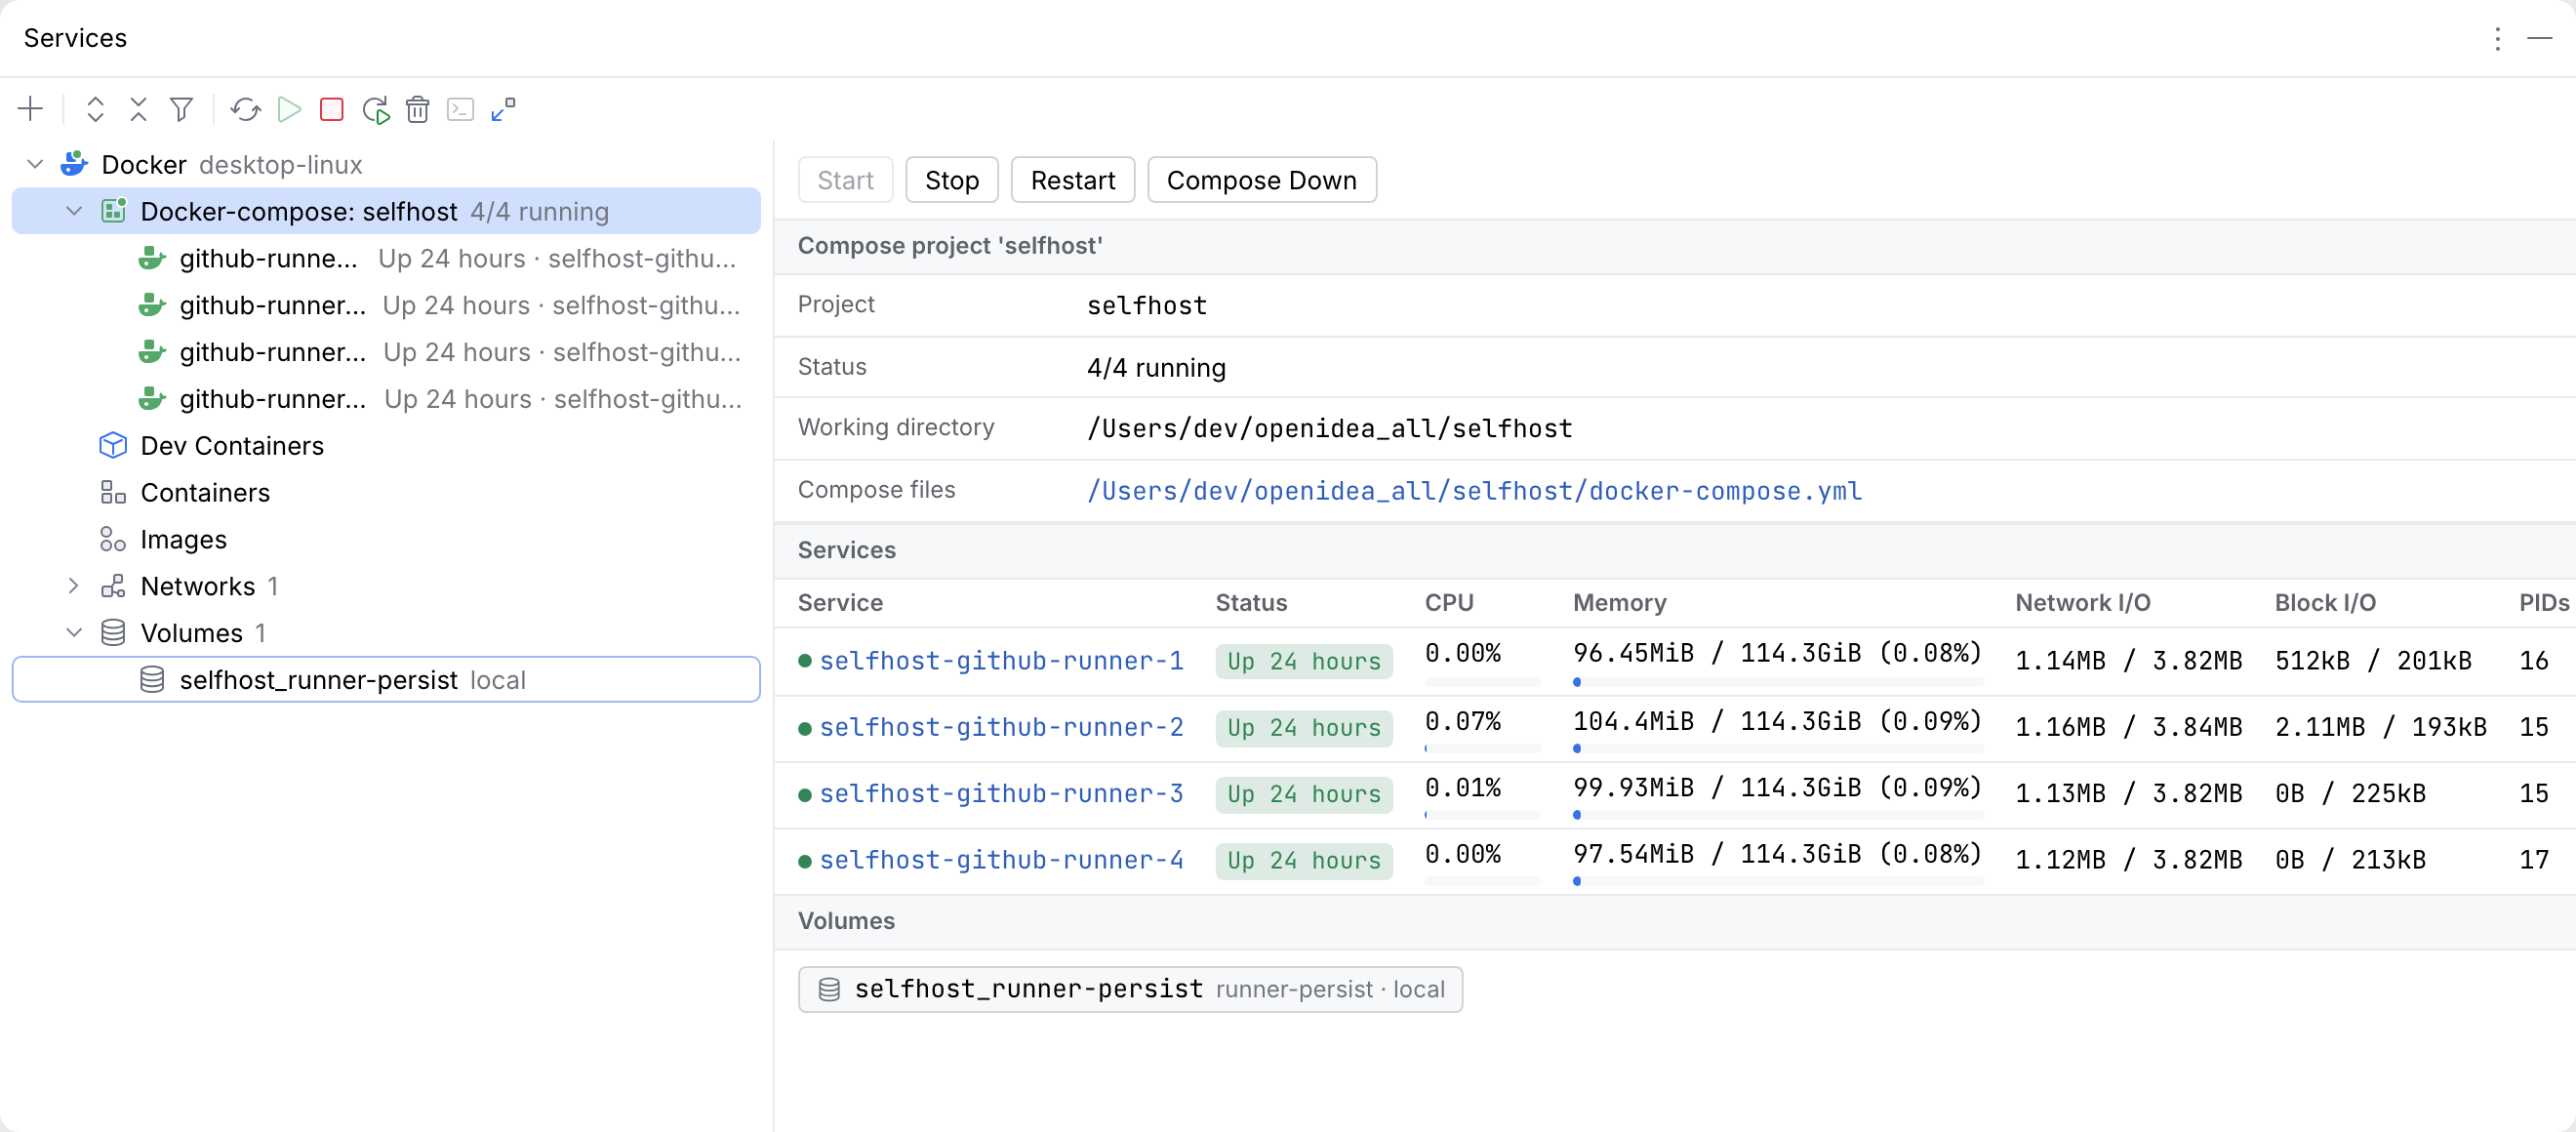 Services
Docker desktop-linux
Docker-compose: selfhost 4/4 running
github-runne... Up 24 hours · selfhost-githu...
github-runner... Up 24 hours · selfhost-githu...
github-runner... Up 24 hours · selfhost-githu...
github-runner... Up 24 hours · selfhost-githu...
Dev Containers
Containers
Images
Networks 1
Volumes 1
selfhost_runner-persist local
Start Stop Restart Compose Down
Compose project 'selfhost'
Project selfhost
Status 4/4 running
Working directory /Users/dev/openidea_all/selfhost
Compose files /Users/dev/openidea_all/selfhost/docker-compose.yml
Services
Service Status CPU Memory Network I/O Block I/O PIDs
selfhost-github-runner-1 Up 24 hours 0.00% 96.45MiB / 114.3GiB (0.08%) 1.14MB / 3.82MB 512kB / 201kB 16
selfhost-github-runner-2 Up 24 hours 0.07% 104.4MiB / 114.3GiB (0.09%) 1.16MB / 3.84MB 2.11MB / 193kB 15
selfhost-github-runner-3 Up 24 hours 0.01% 99.93MiB / 114.3GiB (0.09%) 1.13MB / 3.82MB 0B / 225kB 15
selfhost-github-runner-4 Up 24 hours 0.00% 97.54MiB / 114.3GiB (0.08%) 1.12MB / 3.82MB 0B / 213kB 17
Volumes
selfhost_runner-persist runner-persist · local